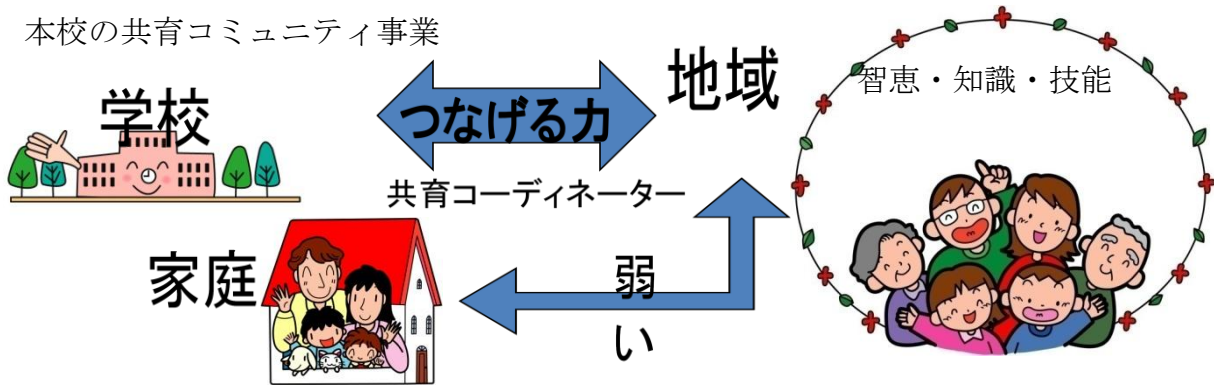 本校の共育コミュニティ事業
学校
つなげる力
地域
智恵・知識・技能
共育コーディネーター
家庭
弱
い